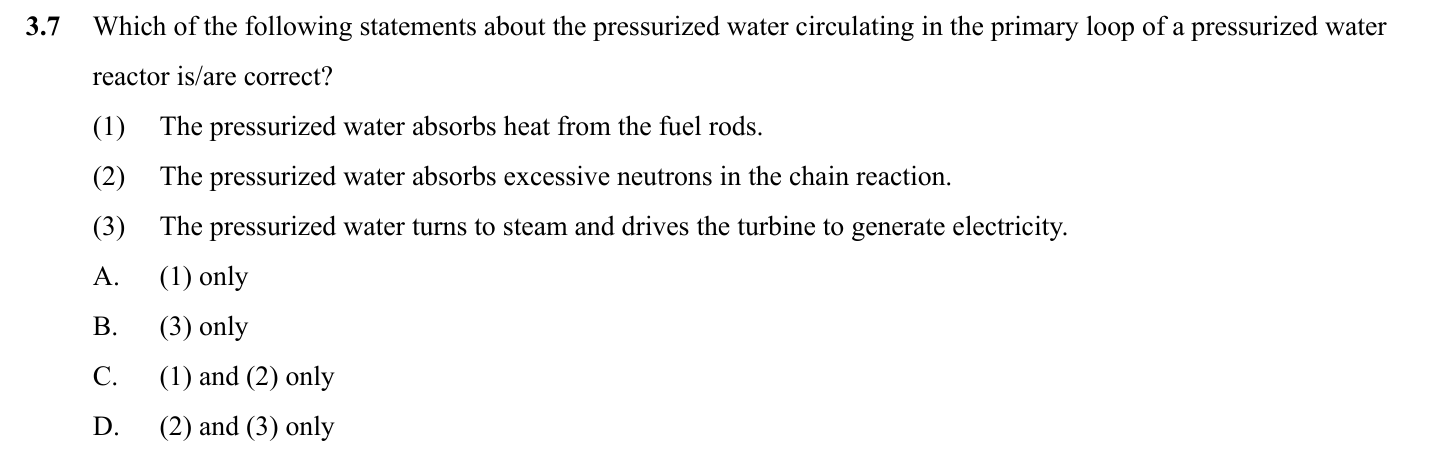 3.7 Which of the following statements about the pressurized water circulating in the primary loop of a pressurized water
reactor is/are correct?
(1) The pressurized water absorbs heat from the fuel rods.
(2) The pressurized water absorbs excessive neutrons in the chain reaction.
(3) The pressurized water turns to steam and drives the turbine to generate electricity.
A. (1) only
B. (3) only
C. (1) and (2) only
D. (2) and (3) only